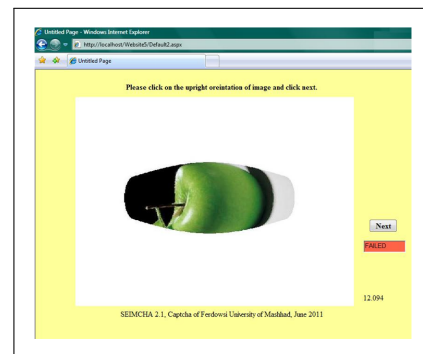 Untitled Page - Windows Internet Explorer
http://localhost/Website5/Default2.aspx
Untitled Page
Please click on the upright oreintation of image and click next.
Next
FAILED
12.094
SEIMCHA 2.1, Captcha of Ferdowsi University of Mashhad, June 2011